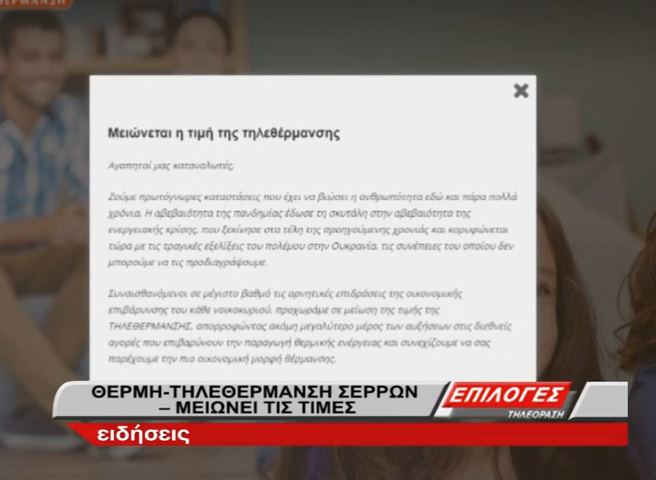 Μειώνεται η τιμή της τηλεθέρμανσης
Αγαπητοί μας καταναλωτές,
Ζούμε πρωτόγνωρες καταστάσεις που έχει να βιώσει η ανθρωπότητα εδώ και πάρα πολλά
χρόνια. Η αβεβαιότητα της πανδημίας έδωσε τη σκυτάλη στην αβεβαιότητα της
ενεργειακής κρίσης, που ξεκίνησε στα τέλη της προηγούμενης χρονιάς και κορυφώνεται
τώρα με τις τραγικές εξελίξεις του πολέμου στην Ουκρανία, τις συνέπειες του οποίου δεν
μπορούμε να τις προδιαγράψουμε.
Συναισθανόμενοι σε μέγιστο βαθμό τις αρνητικές επιδράσεις της οικονομικής
επιβάρυνσης του κάθε νοικοκυριού, προχωράμε σε μείωση της τιμής της
ΤΗΛΕΘΕΡΜΑΝΣΗΣ, απορροφώντας ακόμη μεγαλύτερο μέρος των αυξήσεων στις διεθνείς
αγορές που επιβαρύνουν την παραγωγή θερμικής ενέργειας και συνεχίζουμε να σας
παρέχουμε την πιο οικονομική μορφή θέρμανσης.
ΘΕΡΜΗ-ΤΗΛΕΘΕΡΜΑΝΣΗ ΣΕΡΡΩΝ
– ΜΕΙΩΝΕΙ ΤΙΣ ΤΙΜΕΣ
ΕΠΙΛΟΓΕΣ
ΤΗΛΕΟΡΑΣΗ
ειδήσεις